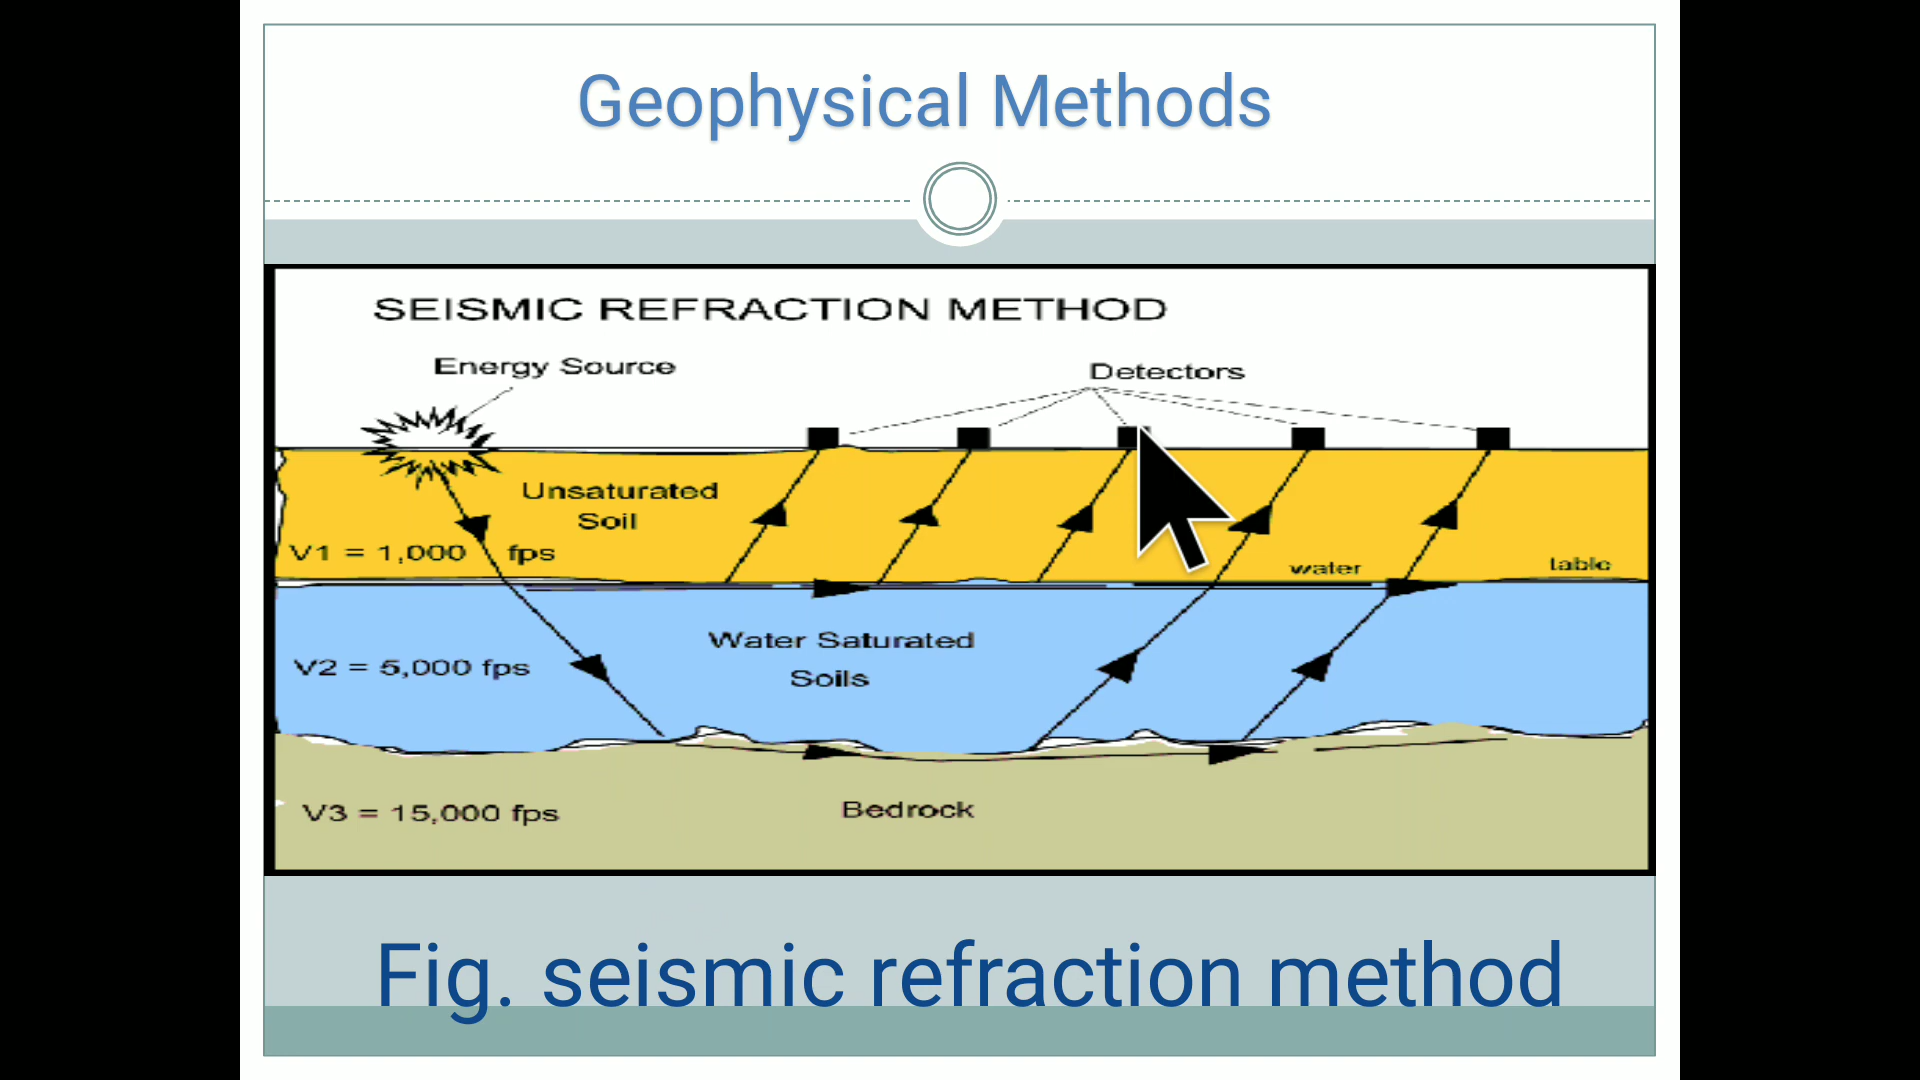 Geophysical Methods
SEISMIC REFRACTION METHOD
Energy Source
Detectors
Unsaturated
Soil
V1 = 1,000 fps
water table
Water Saturated
V2 = 5,000 fps
Soils
V3 = 15,000 fps
Bedrock
Fig. seismic refraction method